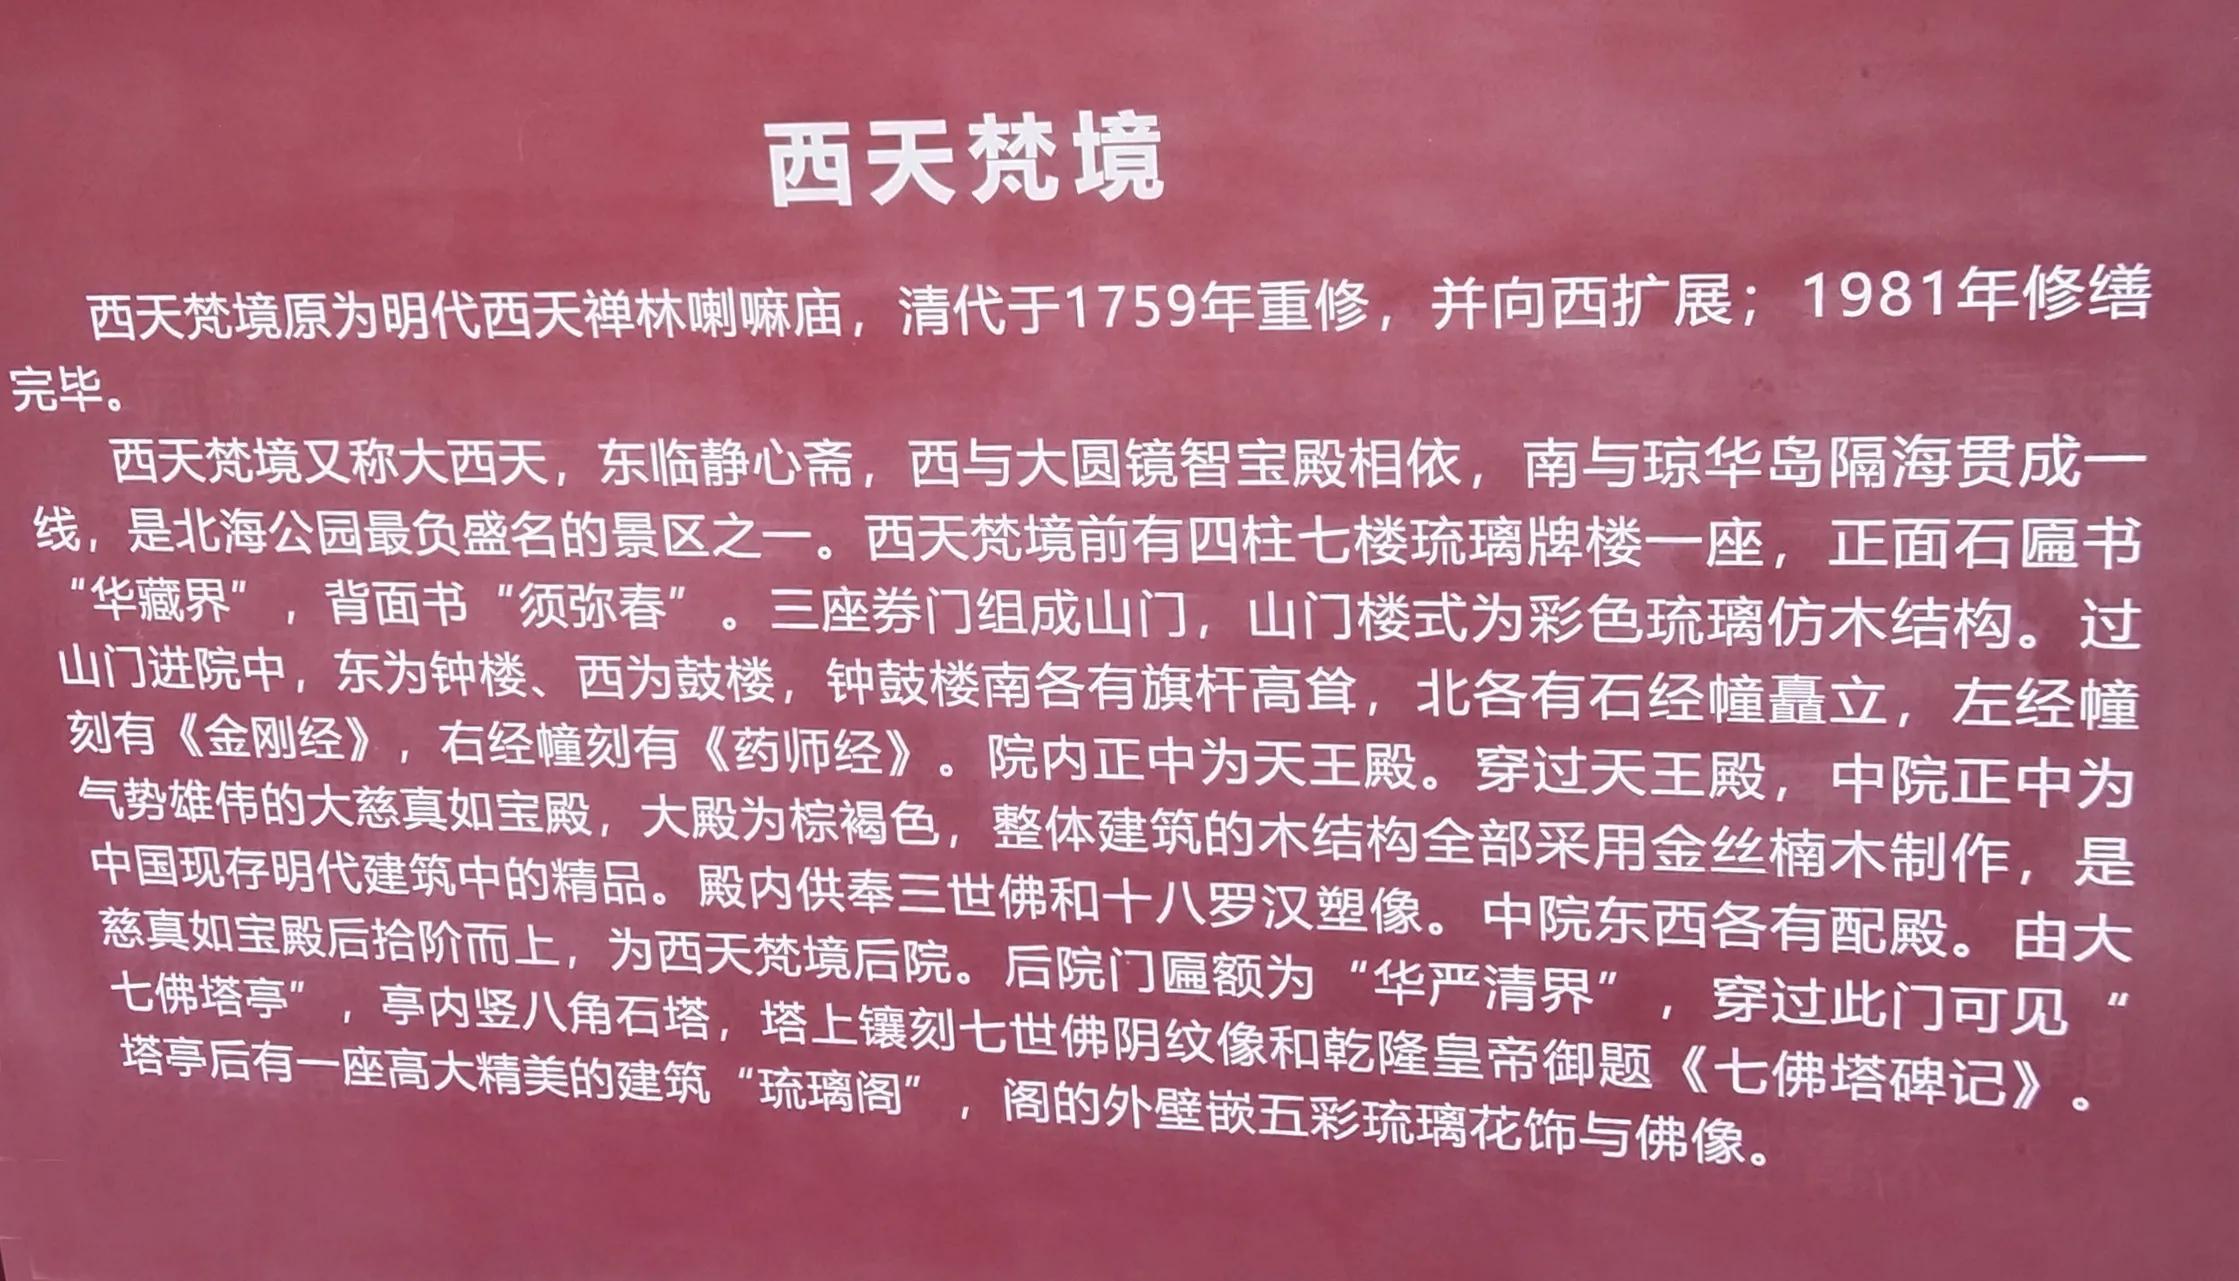 西天梵境
西天梵境原为明代西天禅林喇嘛庙，清代于1759年重修，并向西扩展；1981年修缮
完毕。
西天梵境又称大西天，东临静心斋，西与大圆镜智宝殿相依，南与琼华岛隔海贯成一
线，是北海公园最负盛名的景区之一。西天梵境前有四柱七楼琉璃牌楼一座，正面石匾书
“华藏界”，背面书“须弥春”。三座券门组成山门，山门楼式为彩色琉璃仿木结构。过
山门进院中，东为钟楼、西为鼓楼，钟鼓楼南各有旗杆高耸，北各有石经幢矗立，左经幢
刻有《金刚经》，右经幢刻有《药师经》。院内正中为天王殿。穿过天王殿，中院正中为
气势雄伟的大慈真如宝殿，大殿为棕褐色，整体建筑的木结构全部采用金丝楠木制作，是
中国现存明代建筑中的精品。殿内供奉三世佛和十八罗汉塑像。中院东西各有配殿。由大
慈真如宝殿后拾阶而上，为西天梵境后院。后院门匾额为“华严清界”，穿过此门可见“
七佛塔亭”，亭内竖八角石塔，塔上镶刻七世佛阴纹像和乾隆皇帝御题《七佛塔碑记》。
塔亭后有一座高大精美的建筑“琉璃阁”，阁的外壁嵌五彩琉璃花饰与佛像。